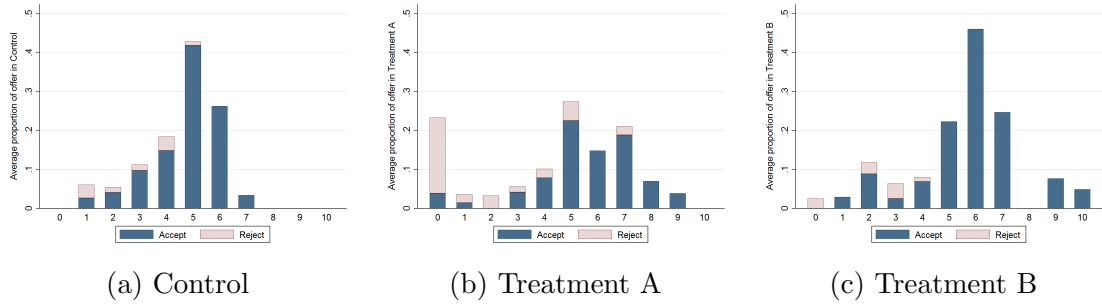 Average proportion of offer in Control
.5
.4
.3
.2
.1
0
0 1 2 3 4 5 6 7 8 9 10
Accept Reject
(a) Control
Average proportion of offer in Treatment A
.5
.4
.3
.2
.1
0
0 1 2 3 4 5 6 7 8 9 10
Accept Reject
(b) Treatment A
Average proportion of offer in Treatment B
.5
.4
.3
.2
.1
0
0 1 2 3 4 5 6 7 8 9 10
Accept Reject
(c) Treatment B